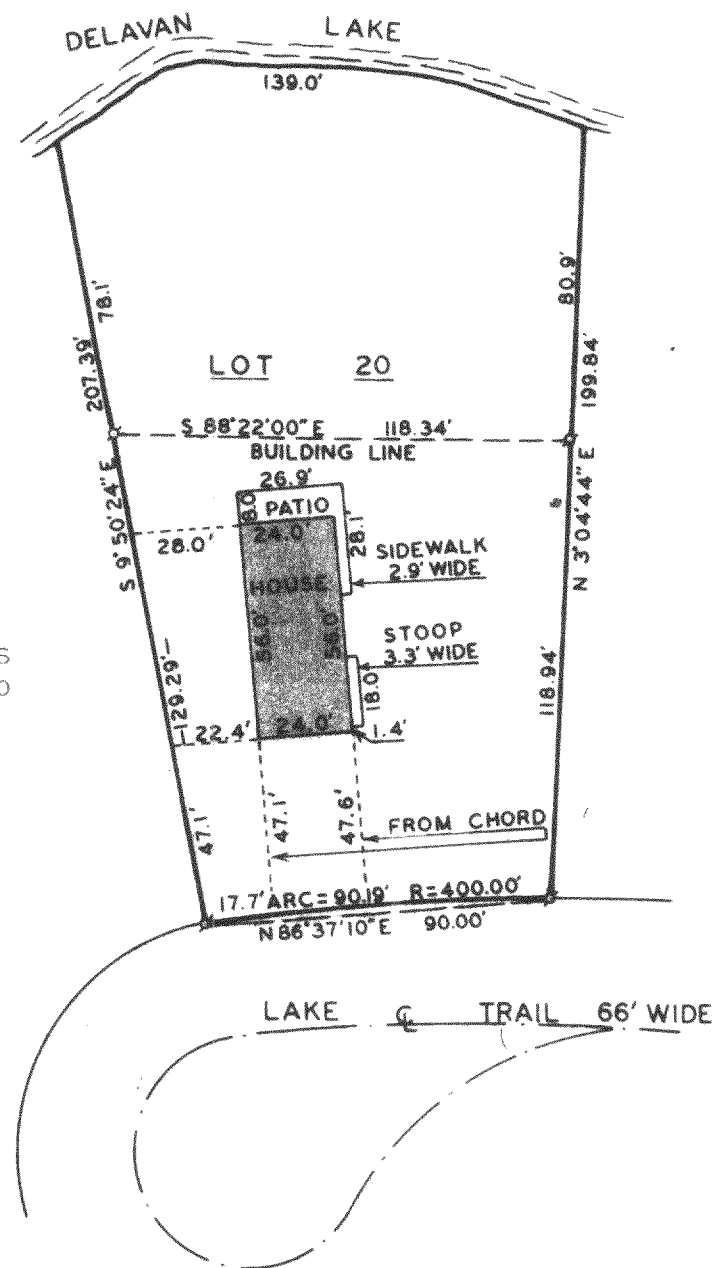 DELAVAN LAKE
139.0'
78.1'
80.9'
207.39'
199.84'
LOT 20
S 88°22'00" E 118.34'
BUILDING LINE
S 9°50'24" E
N 3°04'44" E
26.9'
8.0'
PATIO
28.0'
24.0'
28.1'
SIDEWALK
2.9' WIDE
HOUSE
56.0'
56.0'
STOOP
3.3' WIDE
18.0'
129.29'
118.94'
22.4'
24.0'
1.4'
47.1'
47.1'
47.6'
FROM CHORD
17.7' ARC = 90.19' R = 400.00'
N 86°37'10" E 90.00'
LAKE ℄ TRAIL 66' WIDE